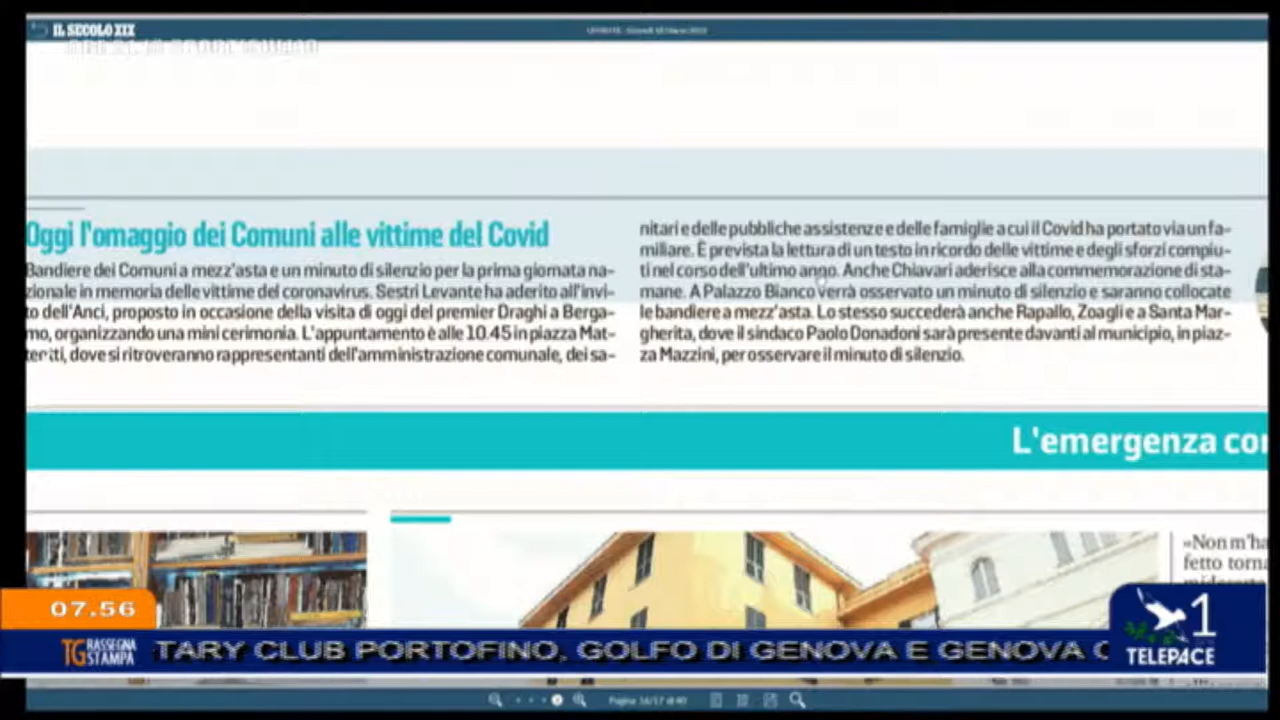 IL SECOLO XIX
Oggi l'omaggio dei Comuni alle vittime del Covid
Bandiere dei Comuni a mezz'asta e un minuto di silenzio per la prima giornata na-
zionale in memoria delle vittime del coronavirus. Sestri Levante ha aderito all'invi-
to dell'Anci, proposto in occasione della visita di oggi del premier Draghi a Berga-
mo, organizzando una mini cerimonia. L'appuntamento è alle 10.45 in piazza Mat-
teotti, dove si ritroveranno rappresentanti dell'amministrazione comunale, dei sa-
nitari e delle pubbliche assistenze e delle famiglie a cui il Covid ha portato via un fa-
miliare. È prevista la lettura di un testo in ricordo delle vittime e degli sforzi compiu-
ti nel corso dell'ultimo anno. Anche Chiavari aderisce alla commemorazione di sta-
mane. A Palazzo Bianco verrà osservato un minuto di silenzio e saranno collocate
le bandiere a mezz'asta. Lo stesso succederà anche Rapallo, Zoagli e a Santa Mar-
gherita, dove il sindaco Paolo Donadoni sarà presente davanti al municipio, in piaz-
za Mazzini, per osservare il minuto di silenzio.
L'emergenza cor
«Non m'ha
fetto torna
07.56
TG RASSEGNA STAMPA
TARY CLUB PORTOFINO, GOLFO DI GENOVA E GENOVA
1
TELEPACE
Pagina 16/17 di 40